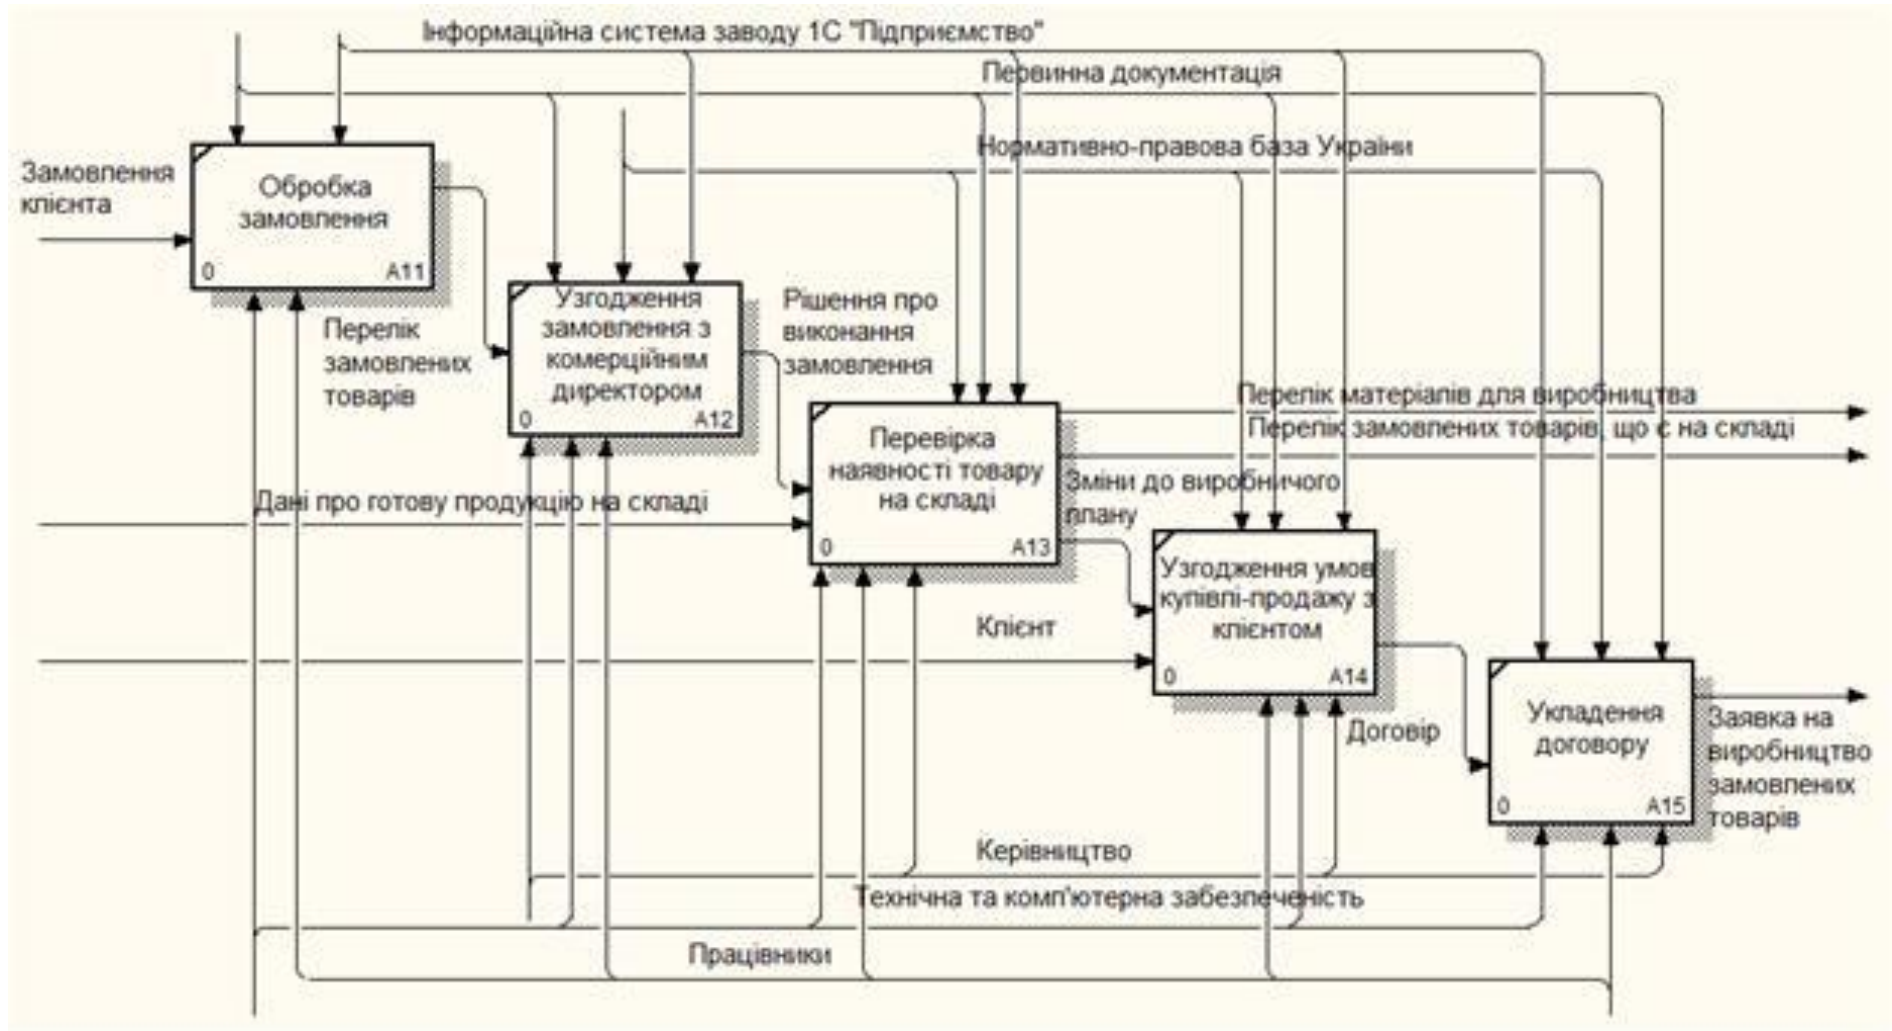 Інформаційна система заводу 1С "Підприємство"
Первинна документація
Нормативно-правова база України
Замовлення
клієнта
Обробка
замовлення
0 A11
Перелік
замовлених
товарів
Узгодження
замовлення з
комерційним
директором
0 A12
Рішення про
виконання
замовлення
Перелік матеріалів для виробництва
Перелік замовлених товарів, що є на складі
Перевірка
наявності товару
на складі
0 A13
Дані про готову продукцію на складі
Зміни до виробничого
плану
Узгодження умов
купівлі-продажу з
клієнтом
0 A14
Клієнт
Договір
Укладення
договору
0 A15
Заявка на
виробництво
замовлених
товарів
Керівництво
Технічна та комп'ютерна забезпеченість
Працівники